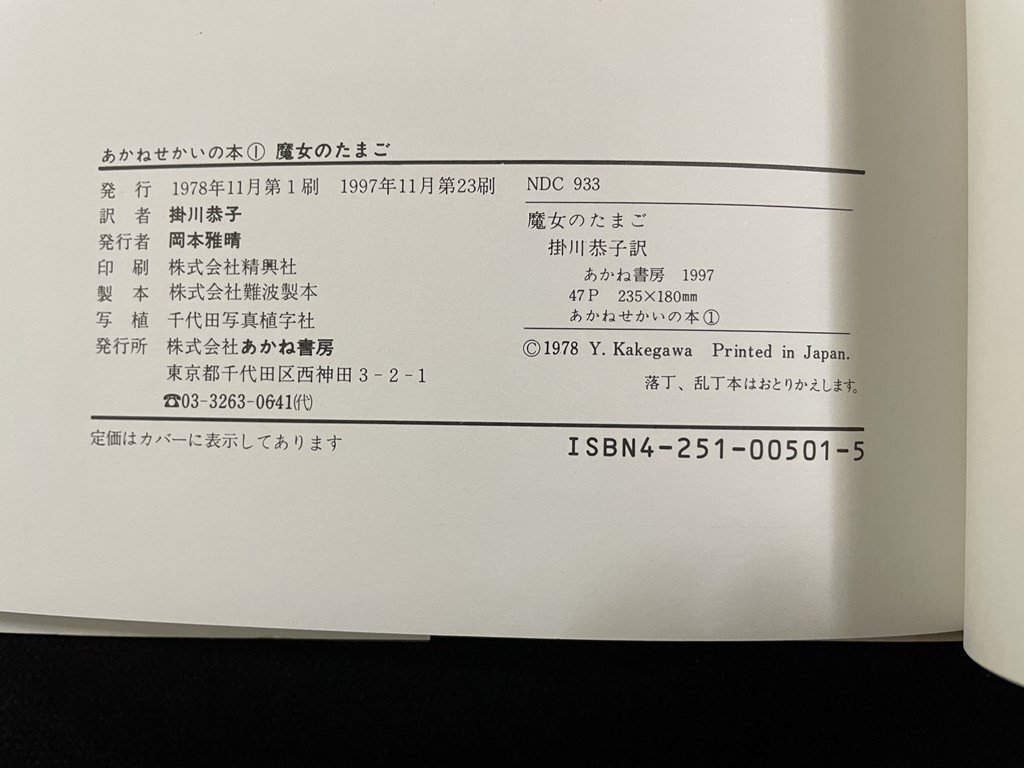 あかねせかいの本① 魔女のたまご
発行 1978年11月第1刷 1997年11月第23刷
訳者 掛川恭子
発行者 岡本雅晴
印刷 株式会社精興社
製本 株式会社難波製本
写植 千代田写真植字社
発行所 株式会社あかね書房
東京都千代田区西神田3-2-1
☎03-3263-0641㈹
定価はカバーに表示してあります
NDC 933
魔女のたまご
掛川恭子訳
あかね書房 1997
47P 235×180㎜
あかねせかいの本①
©1978 Y. Kakegawa Printed in Japan.
落丁、乱丁本はおとりかえします。
ISBN4-251-00501-5